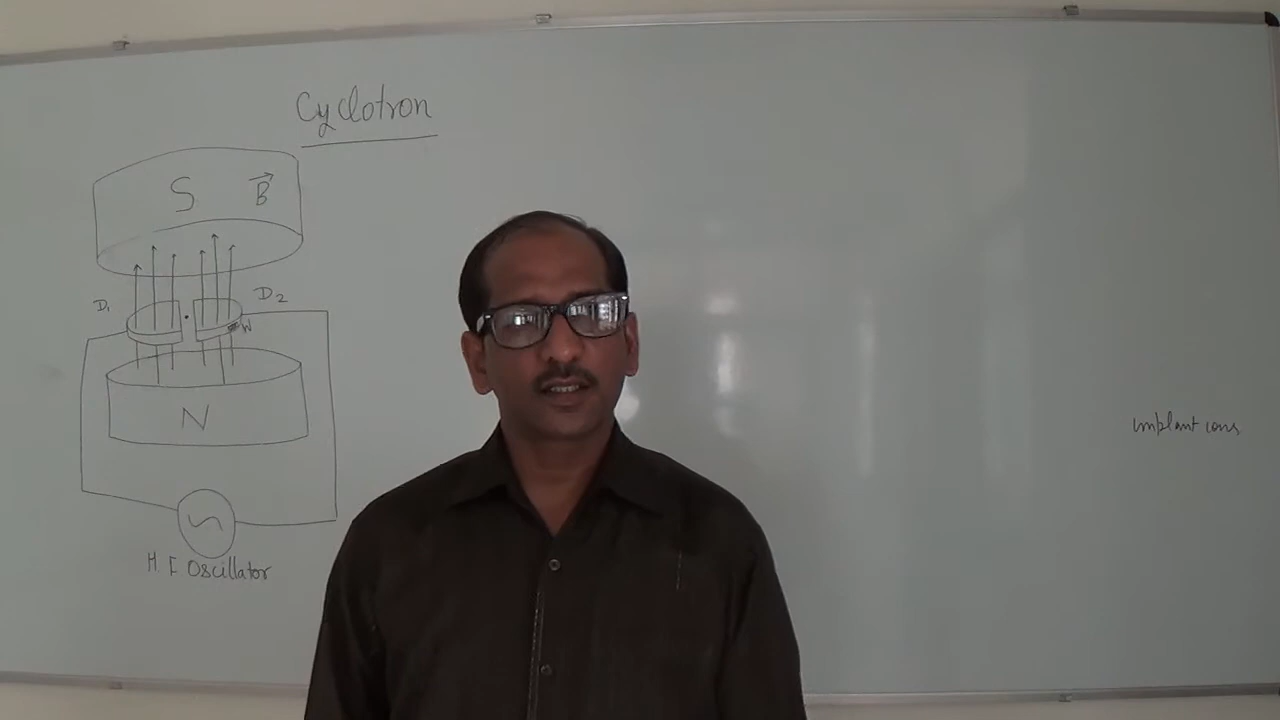 Cyclotron
S B
D1 D2
W
N
H. F Oscillator
implant ions